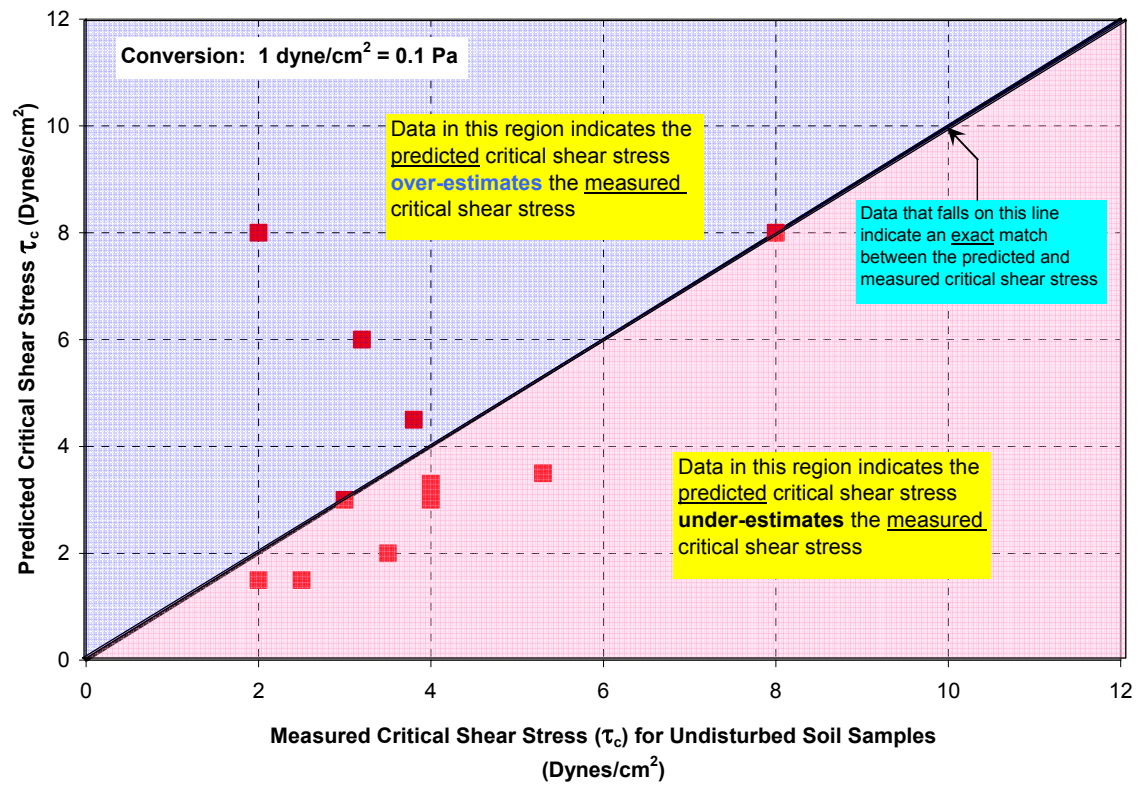 12
10
8
6
4
2
0
Predicted Critical Shear Stress τc (Dynes/cm²)
Conversion: 1 dyne/cm² = 0.1 Pa
Data in this region indicates the
predicted critical shear stress
over-estimates the measured
critical shear stress
Data that falls on this line
indicate an exact match
between the predicted and
measured critical shear stress
Data in this region indicates the
predicted critical shear stress
under-estimates the measured
critical shear stress
0 2 4 6 8 10 12
Measured Critical Shear Stress (τc) for Undisturbed Soil Samples
(Dynes/cm²)